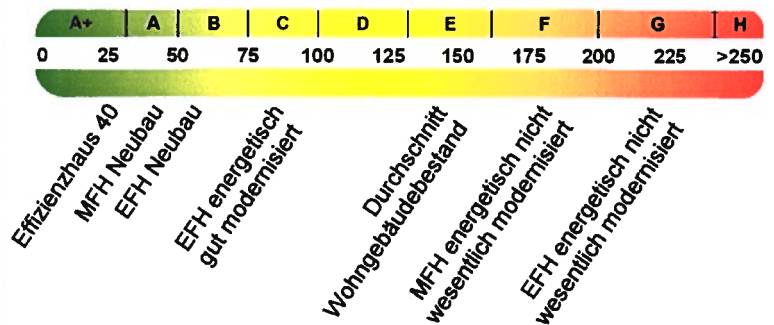 A+ A B C D E F G H
0 25 50 75 100 125 150 175 200 225 >250
Effizienzhaus 40
MFH Neubau
EFH Neubau
EFH energetisch
gut modernisiert
Durchschnitt
Wohngebäudebestand
MFH energetisch nicht
wesentlich modernisiert
EFH energetisch nicht
wesentlich modernisiert